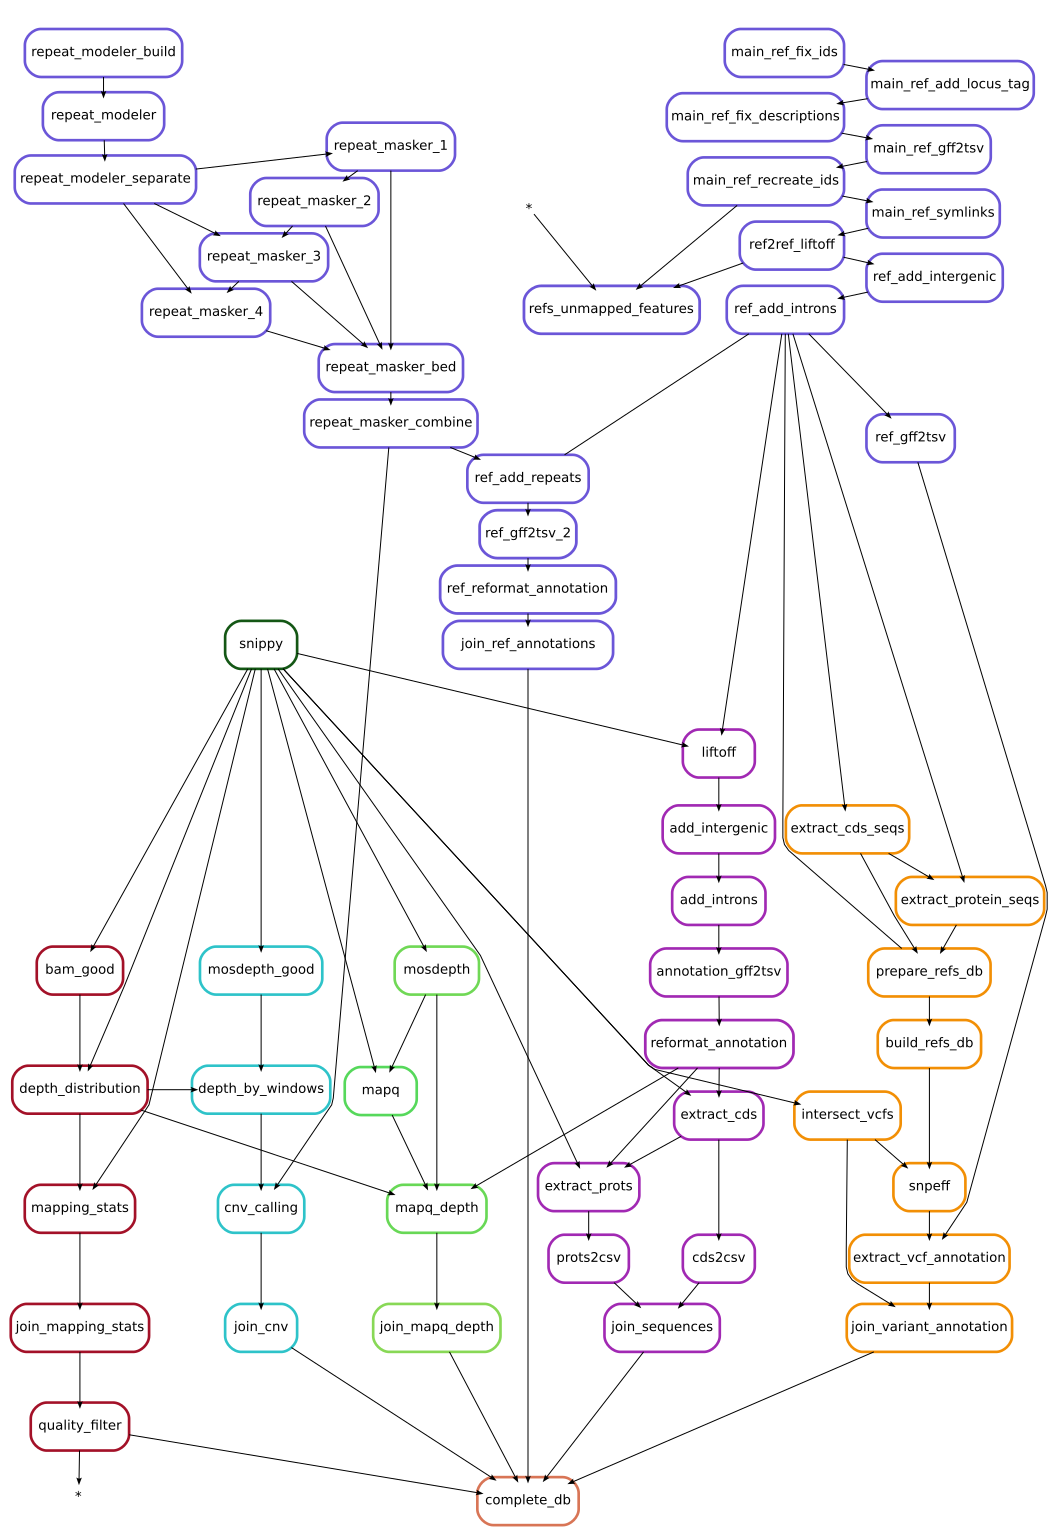 repeat_modeler_build
main_ref_fix_ids
main_ref_add_locus_tag
repeat_modeler
main_ref_fix_descriptions
repeat_masker_1
main_ref_gff2tsv
repeat_modeler_separate
main_ref_recreate_ids
repeat_masker_2
*
main_ref_symlinks
ref2ref_liftoff
repeat_masker_3
ref_add_intergenic
repeat_masker_4
refs_unmapped_features
ref_add_introns
repeat_masker_bed
repeat_masker_combine
ref_gff2tsv
ref_add_repeats
ref_gff2tsv_2
ref_reformat_annotation
snippy
join_ref_annotations
liftoff
add_intergenic
extract_cds_seqs
add_introns
extract_protein_seqs
bam_good
mosdepth_good
mosdepth
annotation_gff2tsv
prepare_refs_db
reformat_annotation
build_refs_db
depth_distribution
depth_by_windows
mapq
extract_cds
intersect_vcfs
extract_prots
snpeff
mapping_stats
cnv_calling
mapq_depth
prots2csv
cds2csv
extract_vcf_annotation
join_mapping_stats
join_cnv
join_mapq_depth
join_sequences
join_variant_annotation
quality_filter
*
complete_db